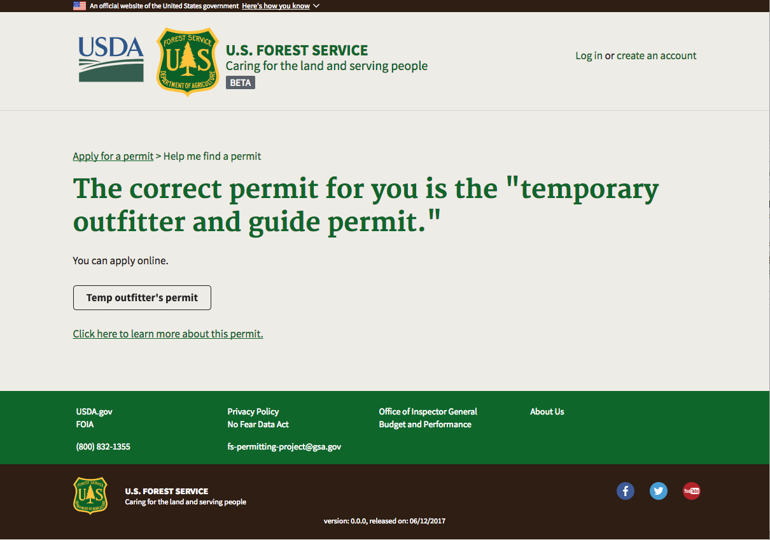 An official website of the United States government Here's how you know
USDA
FOREST SERVICE
U S
DEPARTMENT OF AGRICULTURE
U.S. FOREST SERVICE
Caring for the land and serving people
BETA
Log in or create an account
Apply for a permit > Help me find a permit
The correct permit for you is the "temporary
outfitter and guide permit."
You can apply online.
Temp outfitter's permit
Click here to learn more about this permit.
USDA.gov
FOIA
(800) 832-1355
Privacy Policy
No Fear Data Act
fs-permitting-project@gsa.gov
Office of Inspector General
Budget and Performance
About Us
FOREST SERVICE
U S
U.S. FOREST SERVICE
Caring for the land and serving people
YouTube
version: 0.0.0, released on: 06/12/2017